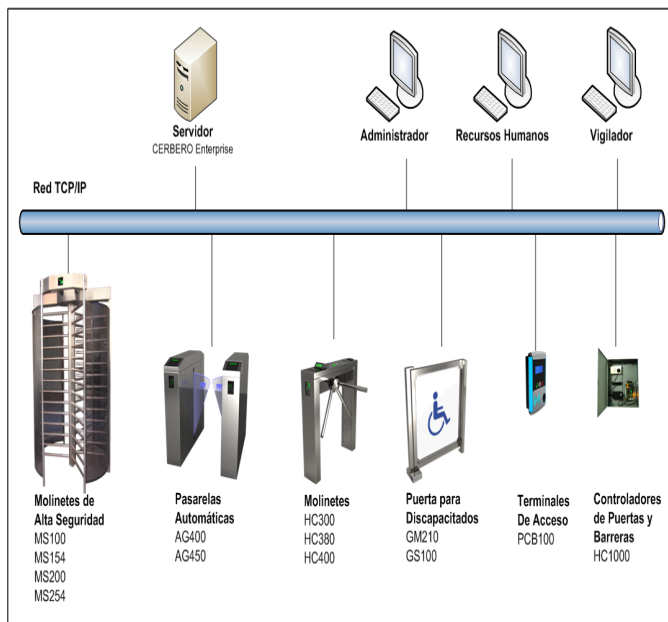 Servidor
CERBERO Enterprise
Administrador
Recursos Humanos
Vigilador
Red TCP/IP
Molinetes de
Alta Seguridad
MS100
MS154
MS200
MS254
Pasarelas
Automáticas
AG400
AG450
Molinetes
HC300
HC380
HC400
Puerta para
Discapacitados
GM210
GS100
Terminales
De Acceso
PCB100
Controladores
de Puertas y
Barreras
HC1000